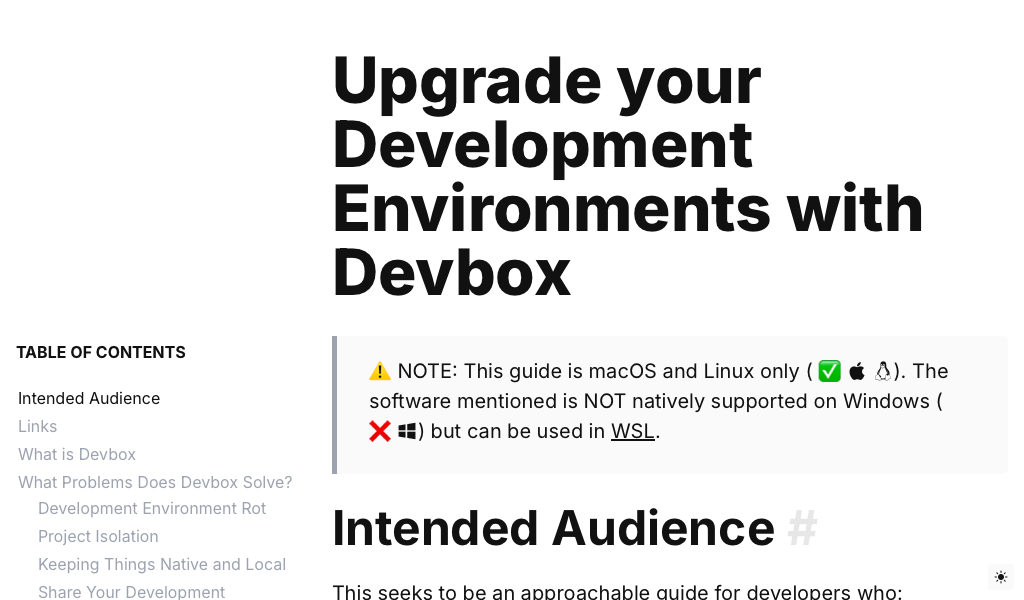 Upgrade your
Development
Environments with
Devbox
TABLE OF CONTENTS
Intended Audience
Links
What is Devbox
What Problems Does Devbox Solve?
Development Environment Rot
Project Isolation
Keeping Things Native and Local
Share Your Development
⚠️ NOTE: This guide is macOS and Linux only ( ✅ ). The
software mentioned is NOT natively supported on Windows (
❌ ) but can be used in WSL.
Intended Audience #
This seeks to be an approachable guide for developers who: